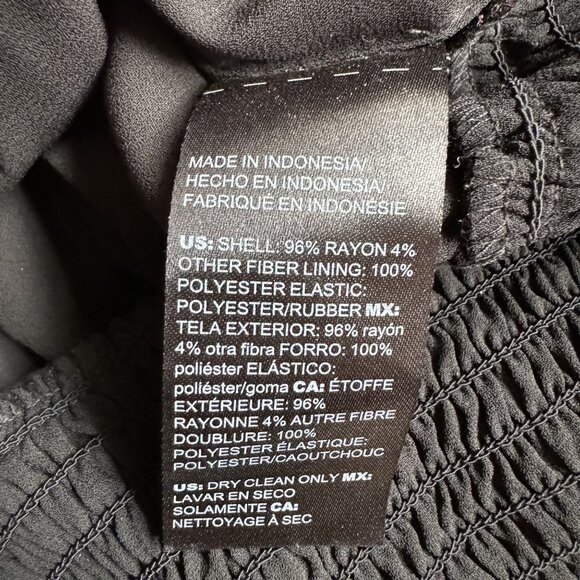 MADE IN INDONESIA/
HECHO EN INDONESIA/
FABRIQUÉ EN INDONESIE
US: SHELL: 96% RAYON 4%
OTHER FIBER LINING: 100%
POLYESTER ELASTIC:
POLYESTER/RUBBER MX:
TELA EXTERIOR: 96% rayón
4% otra fibra FORRO: 100%
poliéster ELÁSTICO:
poliéster/goma CA: ÉTOFFE
EXTÉRIEURE: 96%
RAYONNE 4% AUTRE FIBRE
DOUBLURE: 100%
POLYESTER ÉLASTIQUE:
POLYESTER/CAOUTCHOUC
US: DRY CLEAN ONLY MX:
LAVAR EN SECO
SOLAMENTE CA:
NETTOYAGE À SEC